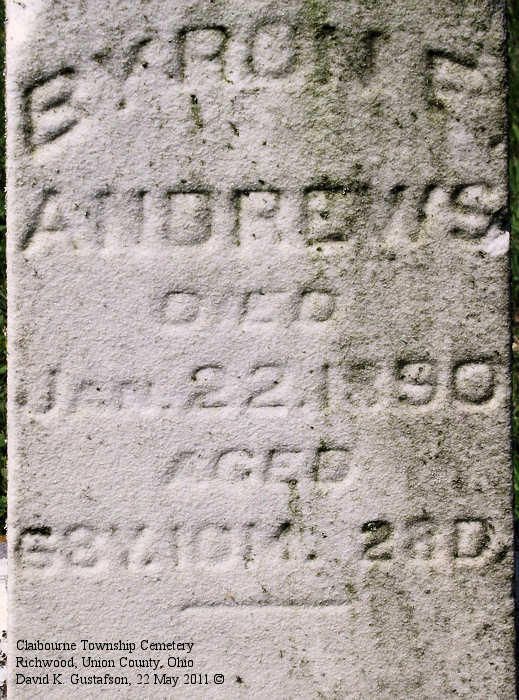 BYRON E.
ANDREWS
DIED
JAN. 22. 1890
AGED
63Y. 10M. 28D.
Claibourne Township Cemetery
Richwood, Union County, Ohio
David K. Gustafson, 22 May 2011 ©